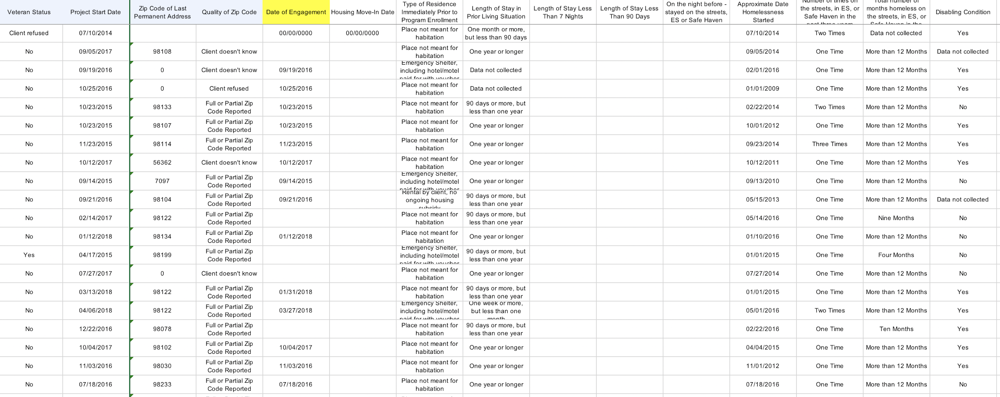 Veteran Status	Project Start Date	Zip Code of Last Permanent Address	Quality of Zip Code	Date of Engagement	Housing Move-In Date	Type of Residence Immediately Prior to Program Enrollment	Length of Stay in Prior Living Situation	Length of Stay Less Than 7 Nights	Length of Stay Less Than 90 Days	On the night before - stayed on the streets, ES or Safe Haven	Approximate Date Homelessness Started	Number of times on the streets, in ES, or Safe Haven in the past three years	Total number of months homeless on the streets, in ES, or Safe Haven in the	Disabling Condition
Client refused	07/10/2014			00/00/0000	00/00/0000	Place not meant for habitation	One month or more, but less than 90 days				07/10/2014	Two Times	Data not collected	Yes
No	09/05/2017	98108	Client doesn't know			Place not meant for habitation	One year or longer				09/05/2014	One Time	More than 12 Months	Data not collected
No	09/19/2016	0	Client doesn't know	09/19/2016		Emergency Shelter, including hotel/motel paid for with voucher	Data not collected				02/01/2016	One Time	More than 12 Months	Yes
No	10/25/2016	0	Client refused	10/25/2016		Place not meant for habitation	Data not collected				01/01/2009	One Time	More than 12 Months	Yes
No	10/23/2015	98133	Full or Partial Zip Code Reported	10/23/2015		Place not meant for habitation	90 days or more, but less than one year				02/22/2014	Two Times	More than 12 Months	No
No	10/23/2015	98107	Full or Partial Zip Code Reported	10/23/2015		Place not meant for habitation	One year or longer				10/01/2012	One Time	More than 12 Months	Yes
No	11/23/2015	98114	Full or Partial Zip Code Reported	11/23/2015		Place not meant for habitation	One year or longer				09/23/2014	Three Times	More than 12 Months	Yes
No	10/12/2017	56362	Client doesn't know	10/12/2017		Place not meant for habitation	One year or longer				10/12/2011	One Time	More than 12 Months	Yes
No	09/14/2015	7097	Full or Partial Zip Code Reported	09/14/2015		Emergency Shelter, including hotel/motel paid for with voucher	One year or longer				09/13/2010	One Time	More than 12 Months	No
No	09/21/2016	98104	Full or Partial Zip Code Reported	09/21/2016		Rental by client, no ongoing housing subsidy	90 days or more, but less than one year				05/15/2013	One Time	More than 12 Months	Data not collected
No	02/14/2017	98122	Full or Partial Zip Code Reported			Place not meant for habitation	90 days or more, but less than one year				05/14/2016	One Time	Nine Months	No
No	01/12/2018	98134	Full or Partial Zip Code Reported	01/12/2018		Place not meant for habitation	One year or longer				01/10/2016	One Time	More than 12 Months	No
Yes	04/17/2015	98199	Full or Partial Zip Code Reported			Emergency Shelter, including hotel/motel paid for with voucher	90 days or more, but less than one year				01/01/2015	One Time	Four Months	No
No	07/27/2017	0	Client doesn't know			Place not meant for habitation	One year or longer				07/27/2014	One Time	More than 12 Months	No
No	03/13/2018	98122	Full or Partial Zip Code Reported	01/31/2018		Place not meant for habitation	90 days or more, but less than one year				01/01/2015	One Time	More than 12 Months	Yes
No	04/06/2018	98122	Full or Partial Zip Code Reported	03/27/2018		Emergency Shelter, including hotel/motel paid for with voucher	One week or more, but less than one month				05/01/2016	Two Times	More than 12 Months	Yes
No	12/22/2016	98078	Full or Partial Zip Code Reported			Place not meant for habitation	90 days or more, but less than one year				02/22/2016	One Time	Ten Months	Yes
No	10/04/2017	98102	Full or Partial Zip Code Reported	10/04/2017		Place not meant for habitation	One year or longer				04/04/2015	One Time	More than 12 Months	Yes
No	11/03/2016	98030	Full or Partial Zip Code Reported	11/03/2016		Place not meant for habitation	One year or longer				11/01/2012	One Time	More than 12 Months	Yes
No	07/18/2016	98233	Full or Partial Zip Code Reported	07/18/2016		Place not meant for habitation	One year or longer				07/18/2016	One Time	More than 12 Months	No